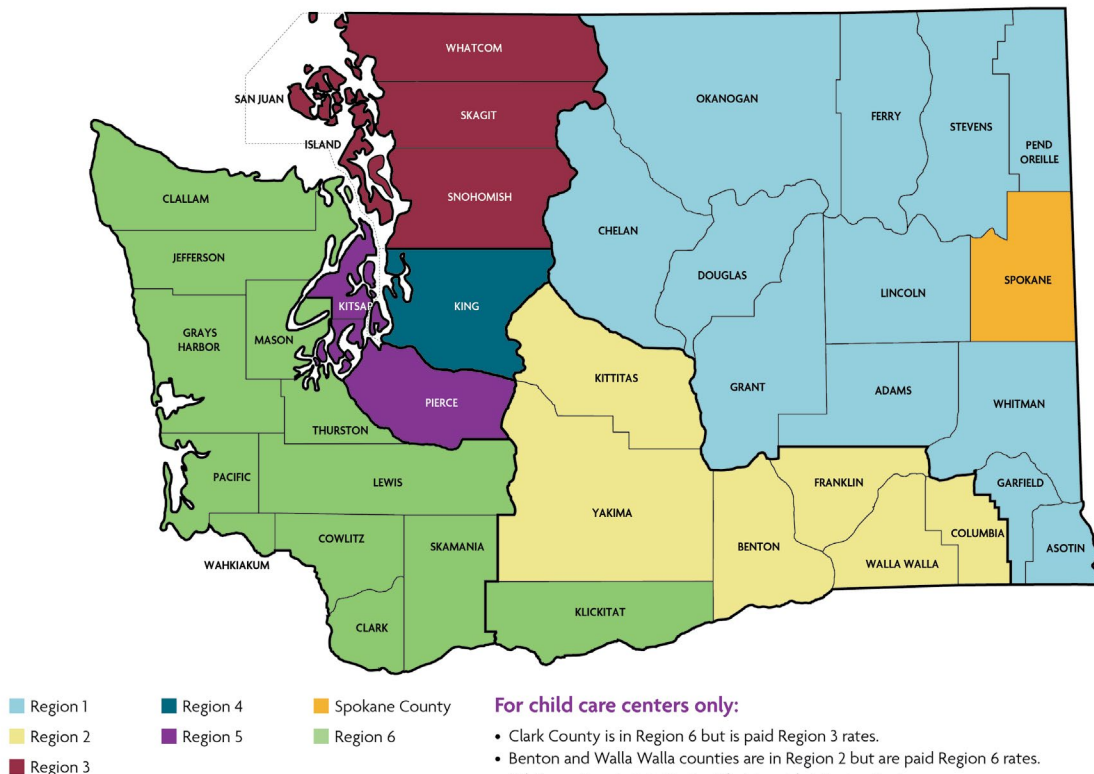 WHATCOM
SAN JUAN
SKAGIT
ISLAND
SNOHOMISH
OKANOGAN
FERRY
STEVENS
PEND
OREILLE
CLALLAM
JEFFERSON
CHELAN
DOUGLAS
LINCOLN
SPOKANE
KITSAP
KING
GRAYS
HARBOR
MASON
KITTITAS
GRANT
ADAMS
WHITMAN
PIERCE
THURSTON
PACIFIC
LEWIS
YAKIMA
FRANKLIN
GARFIELD
COLUMBIA
BENTON
WALLA WALLA
ASOTIN
WAHKIAKUM
COWLITZ
SKAMANIA
KLICKITAT
CLARK
Region 1
Region 2
Region 3
Region 4
Region 5
Spokane County
Region 6
For child care centers only:
• Clark County is in Region 6 but is paid Region 3 rates.
• Benton and Walla Walla counties are in Region 2 but are paid Region 6 rates.